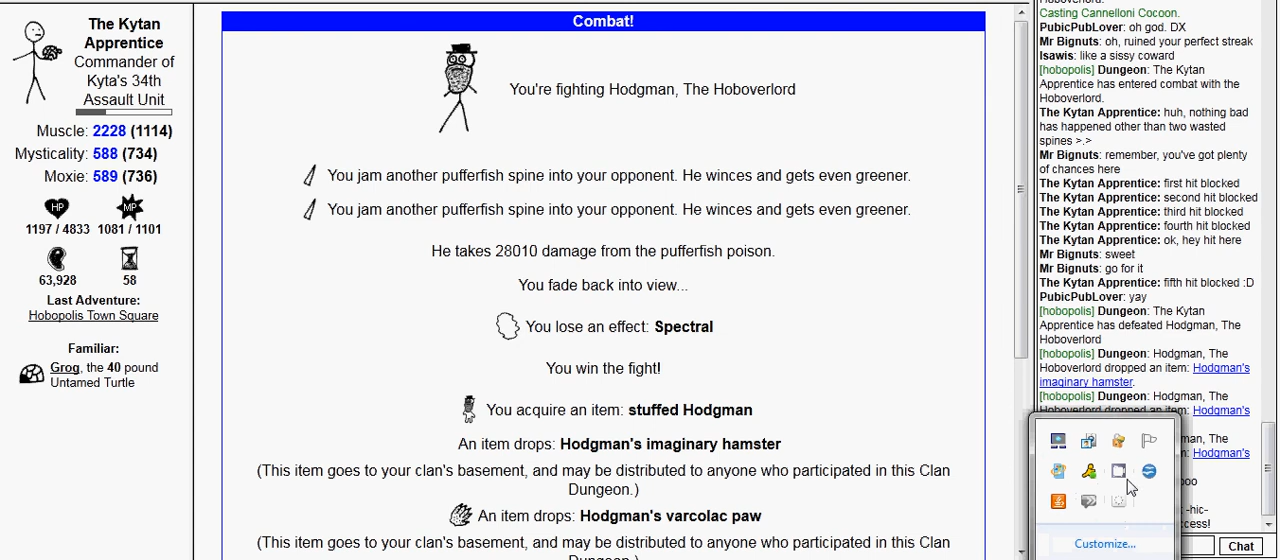 The Kytan
Apprentice
Commander of
Kyta's 34th
Assault Unit
Muscle: 2228 (1114)
Mysticality: 588 (734)
Moxie: 589 (736)
HP MP
1197 / 4833 1081 / 1101
63,928 58
Last Adventure:
Hobopolis Town Square
Familiar:
Grog, the 40 pound
Untamed Turtle
Combat!
You're fighting Hodgman, The Hoboverlord
You jam another pufferfish spine into your opponent. He winces and gets even greener.
You jam another pufferfish spine into your opponent. He winces and gets even greener.
He takes 28010 damage from the pufferfish poison.
You fade back into view...
You lose an effect: Spectral
You win the fight!
You acquire an item: stuffed Hodgman
An item drops: Hodgman's imaginary hamster
(This item goes to your clan's basement, and may be distributed to anyone who participated in this Clan
Dungeon.)
An item drops: Hodgman's varcolac paw
(This item goes to your clan's basement, and may be distributed to anyone who participated in this Clan
Dungeon.)
Hoboverlord.
Casting Cannelloni Cocoon.
PubicPubLover: oh god. DX
Mr Bignuts: oh, ruined your perfect streak
Isawis: like a sissy coward
[hobopolis] Dungeon: The Kytan
Apprentice has entered combat with the
Hoboverlord.
The Kytan Apprentice: huh, nothing bad
has happened other than two wasted
spines >.>
Mr Bignuts: remember, you've got plenty
of chances here
The Kytan Apprentice: first hit blocked
The Kytan Apprentice: second hit blocked
The Kytan Apprentice: third hit blocked
The Kytan Apprentice: fourth hit blocked
The Kytan Apprentice: ok, hey hit here
Mr Bignuts: sweet
Mr Bignuts: go for it
The Kytan Apprentice: fifth hit blocked :D
PubicPubLover: yay
[hobopolis] Dungeon: The Kytan
Apprentice has defeated Hodgman, The
Hoboverlord
[hobopolis] Dungeon: Hodgman, The
Hoboverlord dropped an item: Hodgman's
imaginary hamster.
[hobopolis] Dungeon: Hodgman, The
Hoboverlord dropped an item: Hodgman's
man, The
Hodgman's
oo
-hic-
cess!
Customize...
Chat